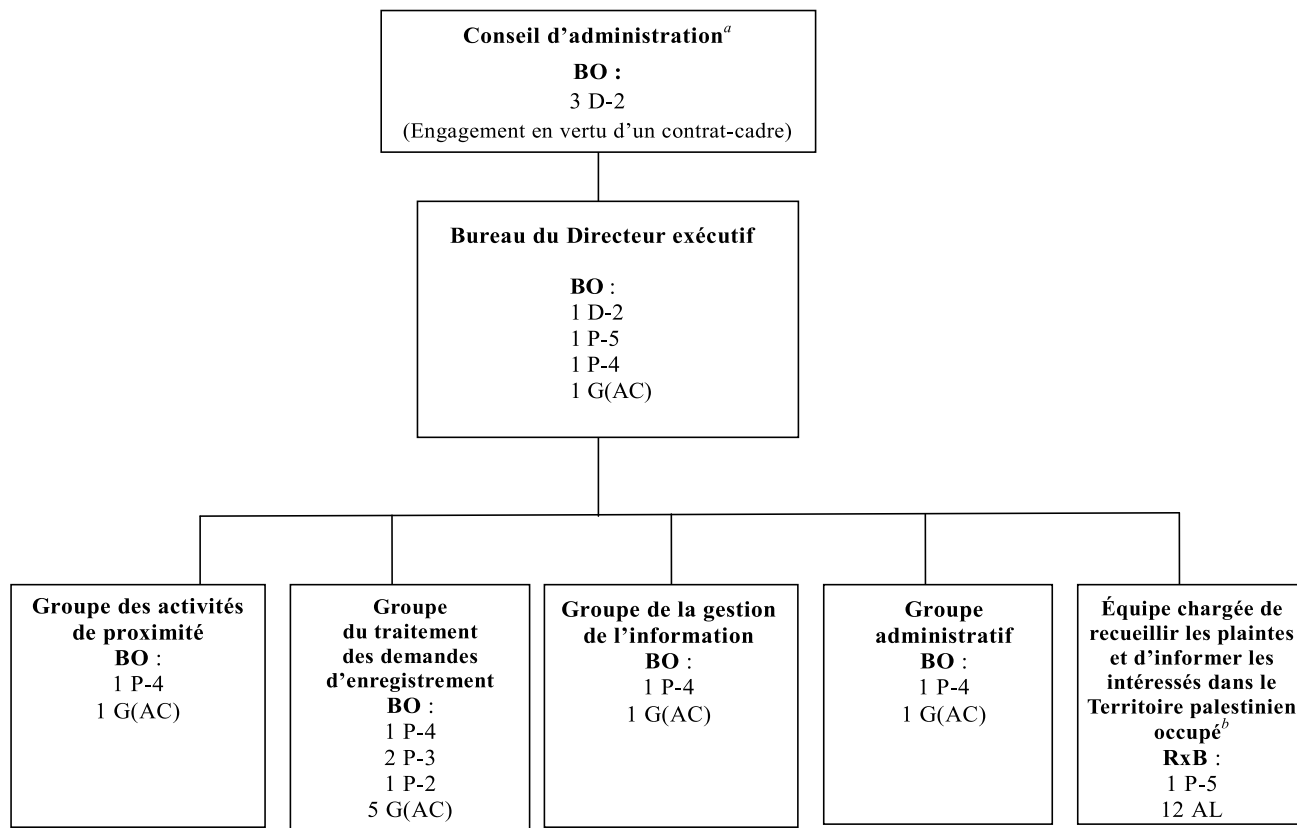 Conseil d'administrationᵃ
BO :
3 D-2
(Engagement en vertu d'un contrat-cadre)
Bureau du Directeur exécutif
BO :
1 D-2
1 P-5
1 P-4
1 G(AC)
Groupe des activités
de proximité
BO :
1 P-4
1 G(AC)
Groupe
du traitement
des demandes
d'enregistrement
BO :
1 P-4
2 P-3
1 P-2
5 G(AC)
Groupe de la gestion
de l'information
BO :
1 P-4
1 G(AC)
Groupe
administratif
BO :
1 P-4
1 G(AC)
Équipe chargée de
recueillir les plaintes
et d'informer les
intéressés dans le
Territoire palestinien
occupéᵇ
RxB :
1 P-5
12 AL